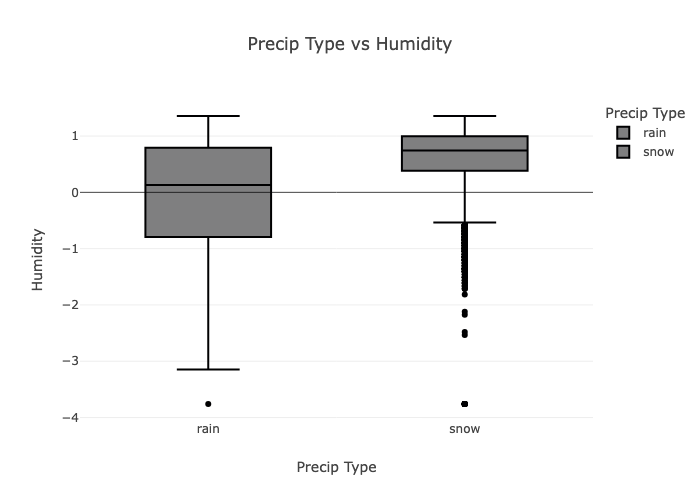 Precip Type vs Humidity
Precip Type
rain
snow
Humidity
1
0
−1
−2
−3
−4
rain
snow
Precip Type